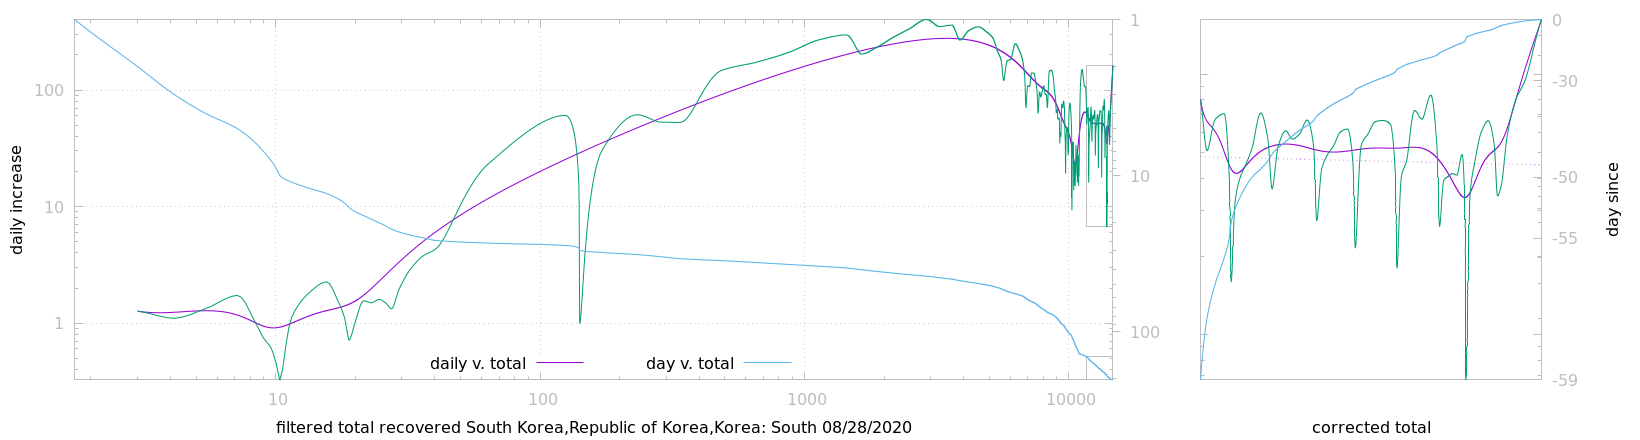 daily increase
100
10
1
daily v. total
day v. total
10
100
1000
10000
1
10
100
filtered total recovered South Korea,Republic of Korea,Korea: South 08/28/2020
0
-30
-50
-55
-59
day since
corrected total